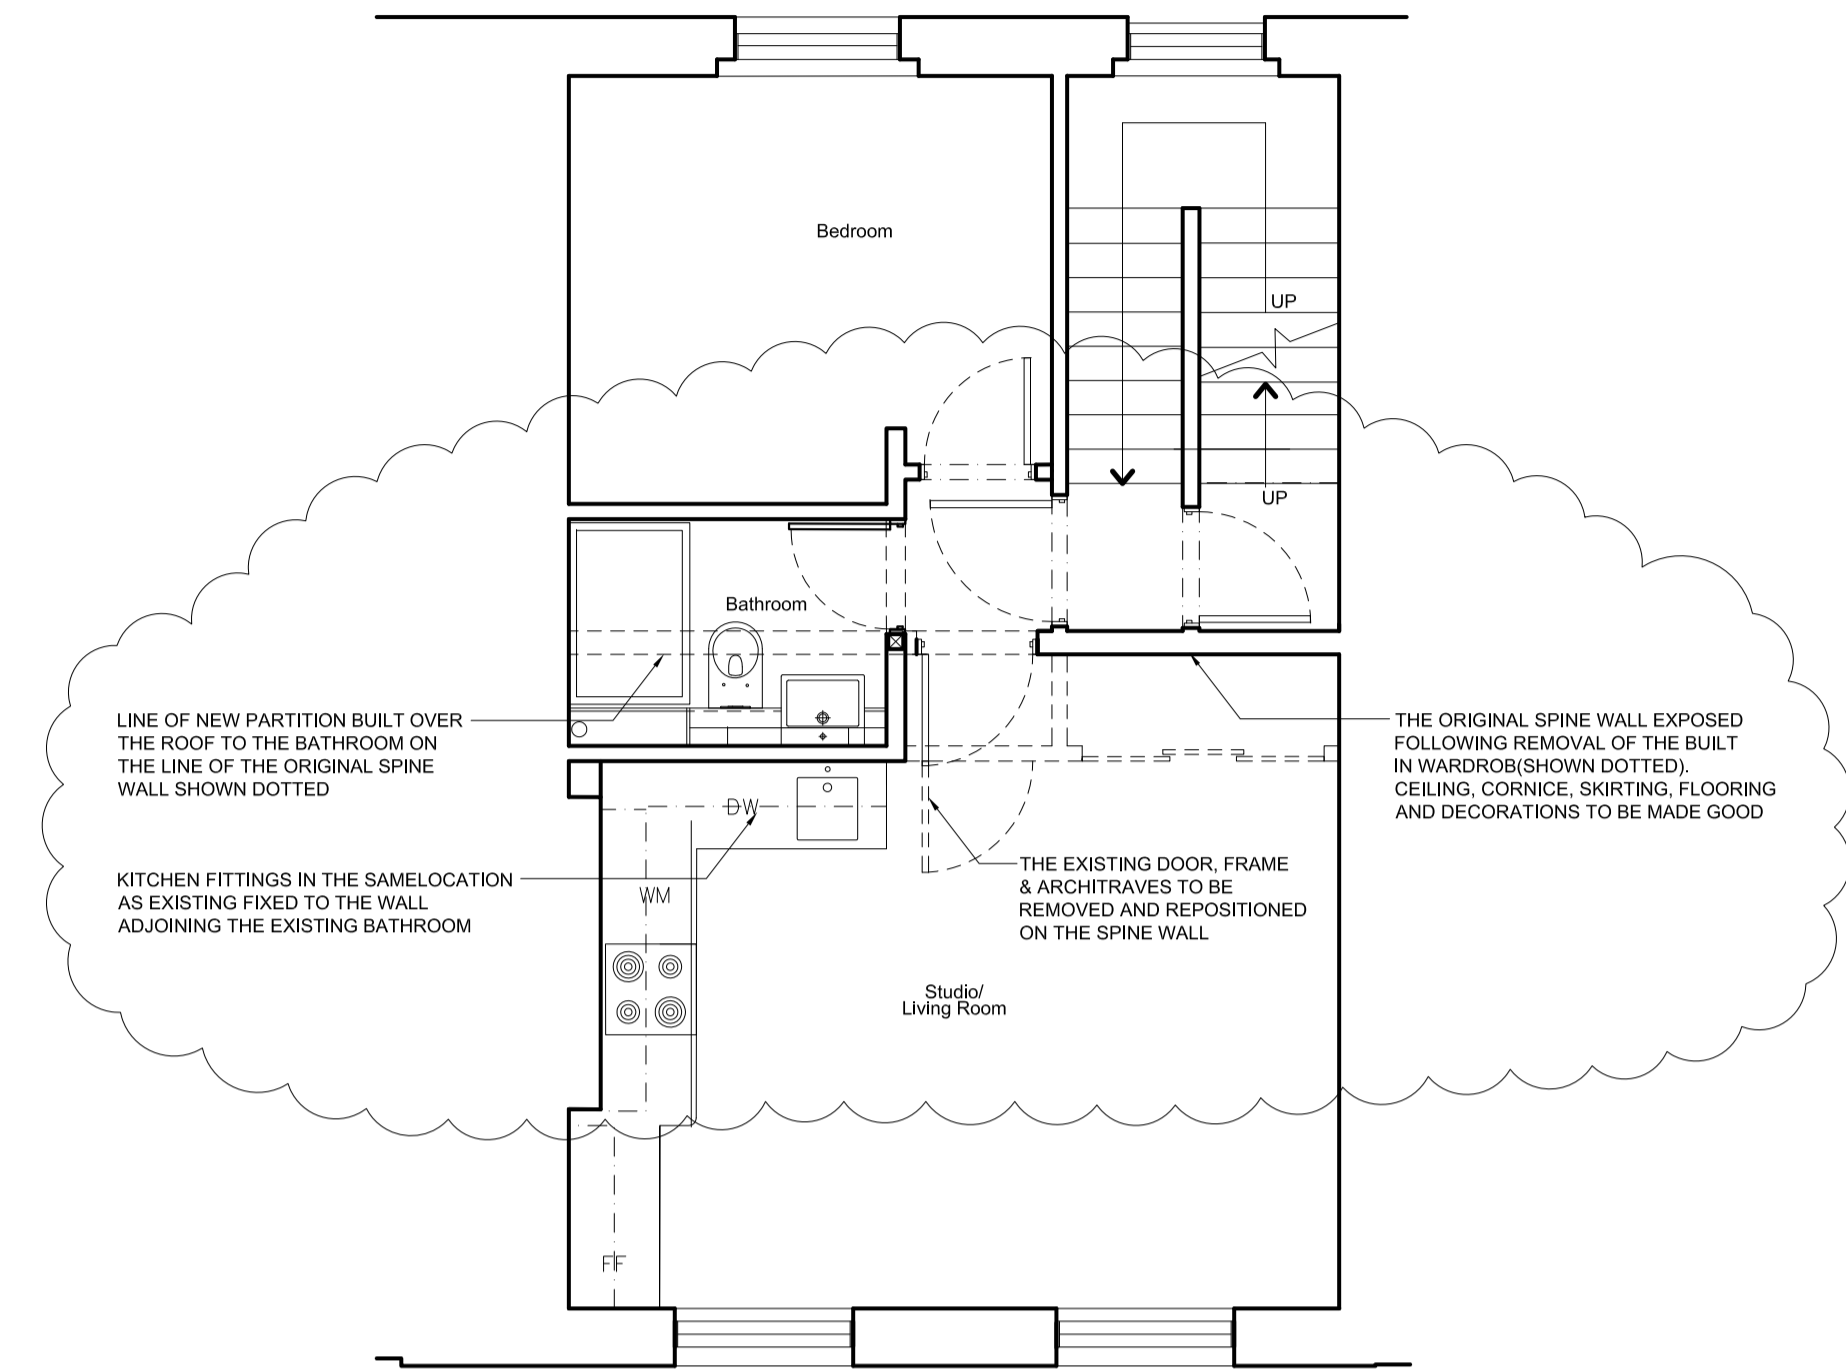 Bedroom
UP
UP
Bathroom
LINE OF NEW PARTITION BUILT OVER
THE ROOF TO THE BATHROOM ON
THE LINE OF THE ORIGINAL SPINE
WALL SHOWN DOTTED
THE ORIGINAL SPINE WALL EXPOSED
FOLLOWING REMOVAL OF THE BUILT
IN WARDROB(SHOWN DOTTED).
CEILING, CORNICE, SKIRTING, FLOORING
AND DECORATIONS TO BE MADE GOOD
DW
KITCHEN FITTINGS IN THE SAMELOCATION
AS EXISTING FIXED TO THE WALL
ADJOINING THE EXISTING BATHROOM
WM
THE EXISTING DOOR, FRAME
& ARCHITRAVES TO BE
REMOVED AND REPOSITIONED
ON THE SPINE WALL
Studio/
Living Room
FF